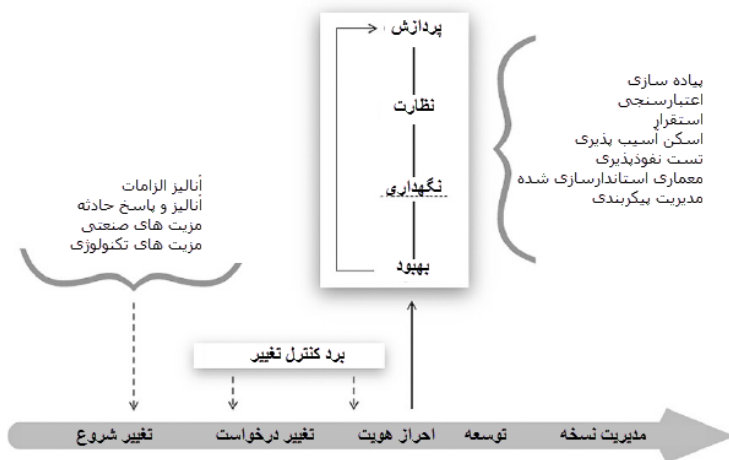 پردازش
نظارت
نگهداری
بهبود
پیاده سازی
اعتبارسنجی
استقرار
اسکن آسیب پذیری
تست نفوذپذیری
معماری استاندارسازی شده
مدیریت پیکربندی
آنالیز الزامات
آنالیز و پاسخ حادثه
مزیت های صنعتی
مزیت های تکنولوژی
برد کنترل تغییر
تغییر شروع
تغییر درخواست
احراز هویت
توسعه
مدیریت نسخه